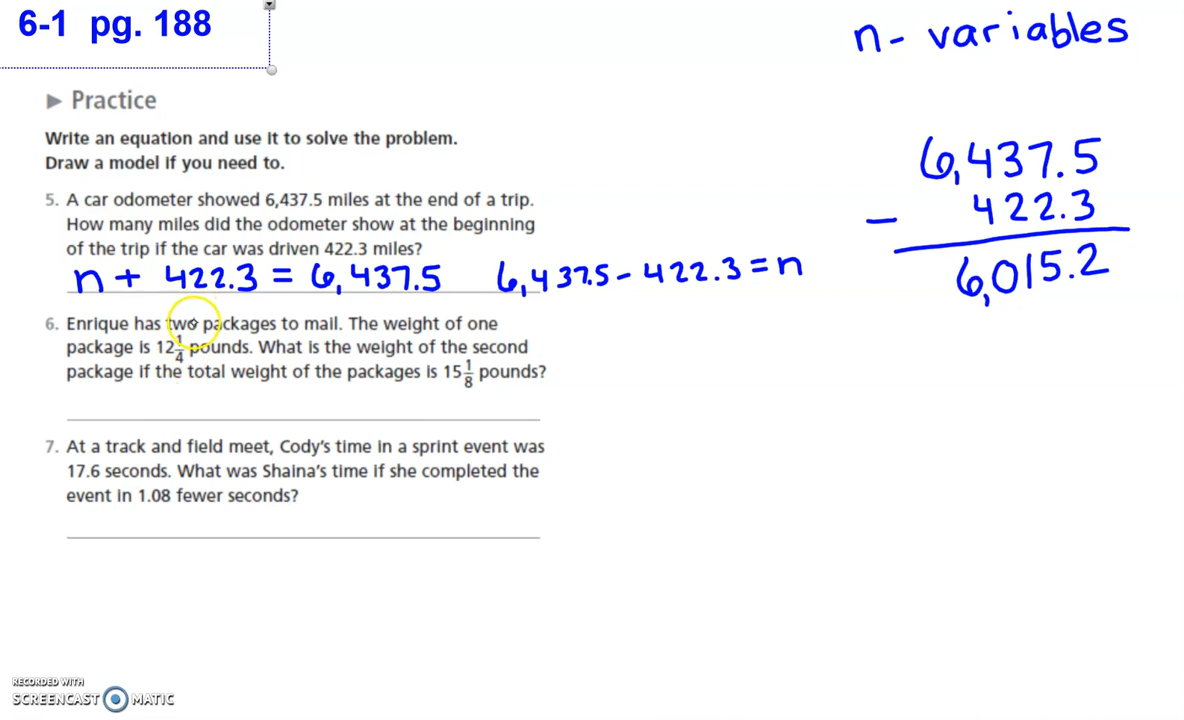 6-1 pg. 188
n - variables
▶ Practice
Write an equation and use it to solve the problem.
Draw a model if you need to.
5. A car odometer showed 6,437.5 miles at the end of a trip.
How many miles did the odometer show at the beginning
of the trip if the car was driven 422.3 miles?
n + 422.3 = 6,437.5 6,437.5 - 422.3 = n
6,437.5
- 422.3
6,015.2
6. Enrique has two packages to mail. The weight of one
package is 12 1/4 pounds. What is the weight of the second
package if the total weight of the packages is 15 1/8 pounds?
7. At a track and field meet, Cody's time in a sprint event was
17.6 seconds. What was Shaina's time if she completed the
event in 1.08 fewer seconds?
RECORDED WITH
SCREENCAST MATIC